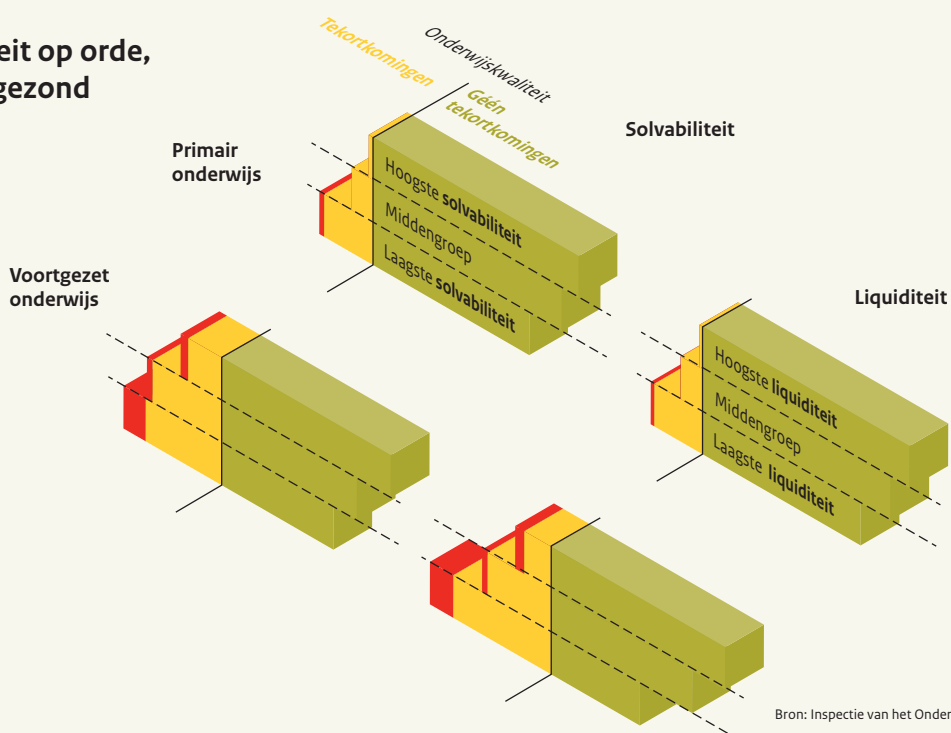 eit op orde,
gezond
Tekortkomingen
Onderwijskwaliteit
Géén
tekortkomingen
Solvabiliteit
Primair
onderwijs
Hoogste solvabiliteit
Middengroep
Laagste solvabiliteit
Voortgezet
onderwijs
Liquiditeit
Hoogste liquiditeit
Middengroep
Laagste liquiditeit
Bron: Inspectie van het Onder